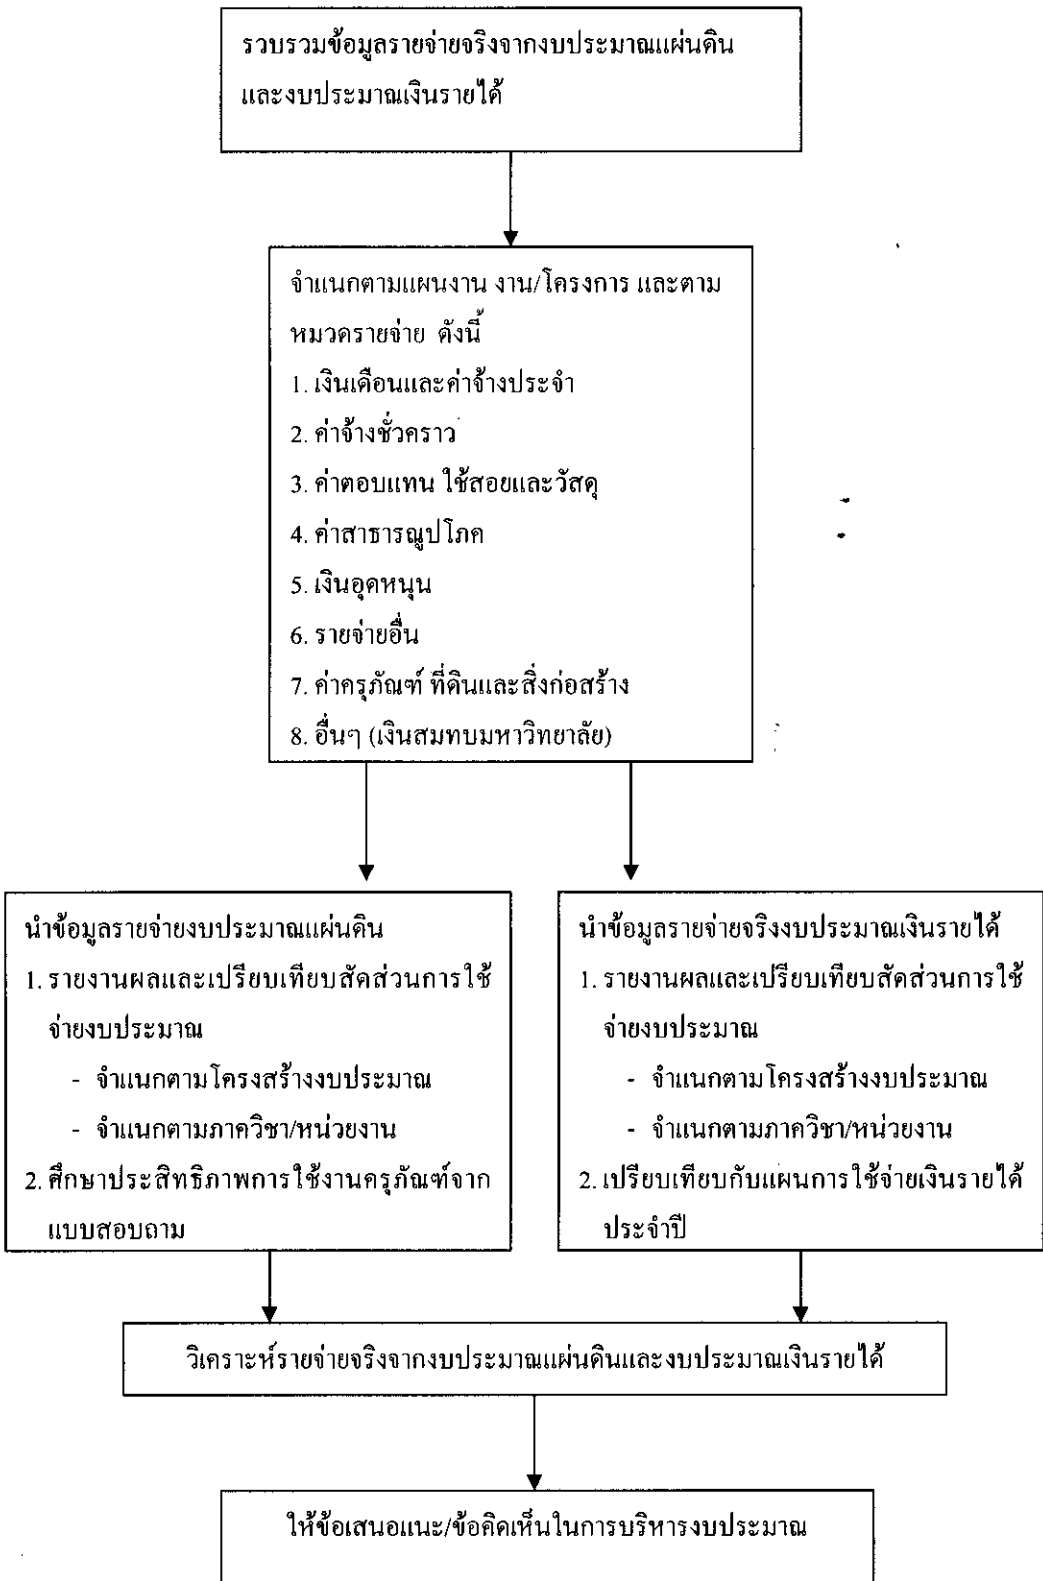 รวบรวมข้อมูลรายจ่ายจริงจากงบประมาณแผ่นดิน
และงบประมาณเงินรายได้
จำแนกตามแผนงาน งาน/โครงการ และตาม
หมวดรายจ่าย ดังนี้
1. เงินเดือนและค่าจ้างประจำ
2. ค่าจ้างชั่วคราว
3. ค่าตอบแทน ใช้สอยและวัสดุ
4. ค่าสาธารณูปโภค
5. เงินอุดหนุน
6. รายจ่ายอื่น
7. ค่าครุภัณฑ์ ที่ดินและสิ่งก่อสร้าง
8. อื่นๆ (เงินสมทบมหาวิทยาลัย)
นำข้อมูลรายจ่ายงบประมาณแผ่นดิน
1. รายงานผลและเปรียบเทียบสัดส่วนการใช้
จ่ายงบประมาณ
- จำแนกตามโครงสร้างงบประมาณ
- จำแนกตามภาควิชา/หน่วยงาน
2. ศึกษาประสิทธิภาพการใช้งานครุภัณฑ์จาก
แบบสอบถาม
นำข้อมูลรายจ่ายจริงงบประมาณเงินรายได้
1. รายงานผลและเปรียบเทียบสัดส่วนการใช้
จ่ายงบประมาณ
- จำแนกตามโครงสร้างงบประมาณ
- จำแนกตามภาควิชา/หน่วยงาน
2. เปรียบเทียบกับแผนการใช้จ่ายเงินรายได้
ประจำปี
วิเคราะห์รายจ่ายจริงจากงบประมาณแผ่นดินและงบประมาณเงินรายได้
ให้ข้อเสนอแนะ/ข้อคิดเห็นในการบริหารงบประมาณ